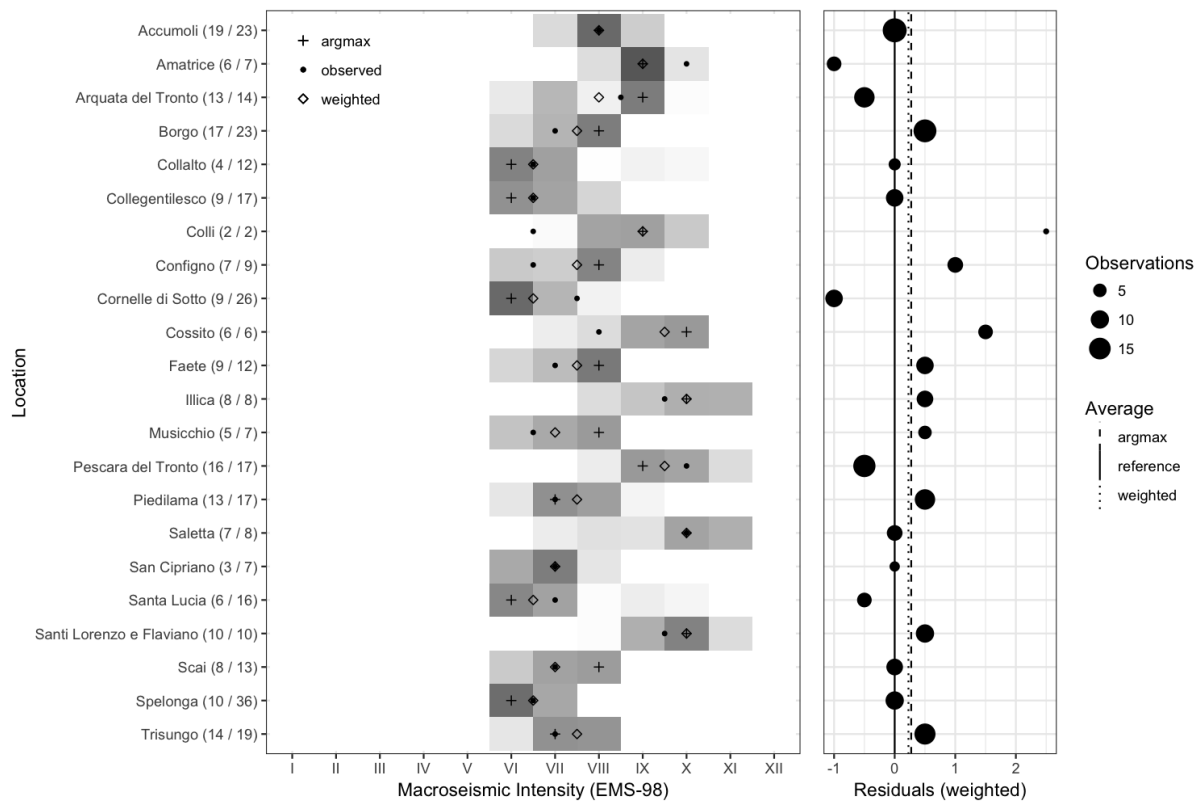 Location
Accumoli (19 / 23)
Amatrice (6 / 7)
Arquata del Tronto (13 / 14)
Borgo (17 / 23)
Collalto (4 / 12)
Collegentilesco (9 / 17)
Colli (2 / 2)
Configno (7 / 9)
Cornelle di Sotto (9 / 26)
Cossito (6 / 6)
Faete (9 / 12)
Illica (8 / 8)
Musicchio (5 / 7)
Pescara del Tronto (16 / 17)
Piedilama (13 / 17)
Saletta (7 / 8)
San Cipriano (3 / 7)
Santa Lucia (6 / 16)
Santi Lorenzo e Flaviano (10 / 10)
Scai (8 / 13)
Spelonga (10 / 36)
Trisungo (14 / 19)
argmax
observed
weighted
I II III IV V VI VII VIII IX X XI XII
Macroseismic Intensity (EMS-98)
-1 0 1 2
Residuals (weighted)
Observations
5
10
15
Average
argmax
reference
weighted